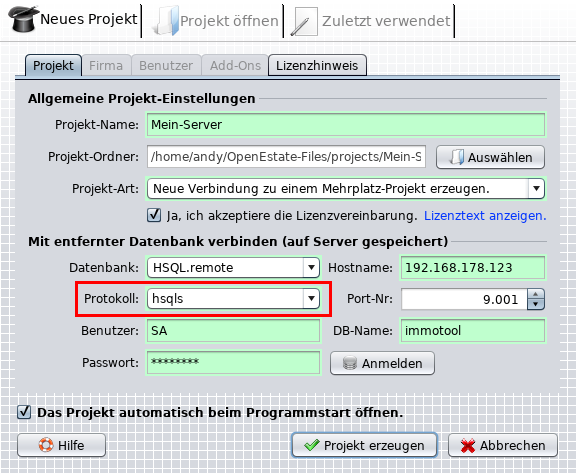 Neues Projekt Projekt öffnen Zuletzt verwendet
Projekt Firma Benutzer Add-Ons Lizenzhinweis
Allgemeine Projekt-Einstellungen
Projekt-Name: Mein-Server
Projekt-Ordner: /home/andy/OpenEstate-Files/projects/Mein-S Auswählen
Projekt-Art: Neue Verbindung zu einem Mehrplatz-Projekt erzeugen.
Ja, ich akzeptiere die Lizenzvereinbarung. Lizenztext anzeigen.
Mit entfernter Datenbank verbinden (auf Server gespeichert)
Datenbank: HSQL.remote Hostname: 192.168.178.123
Protokoll: hsqls Port-Nr: 9.001
Benutzer: SA DB-Name: immotool
Passwort: ******** Anmelden
Das Projekt automatisch beim Programmstart öffnen.
Hilfe Projekt erzeugen Abbrechen